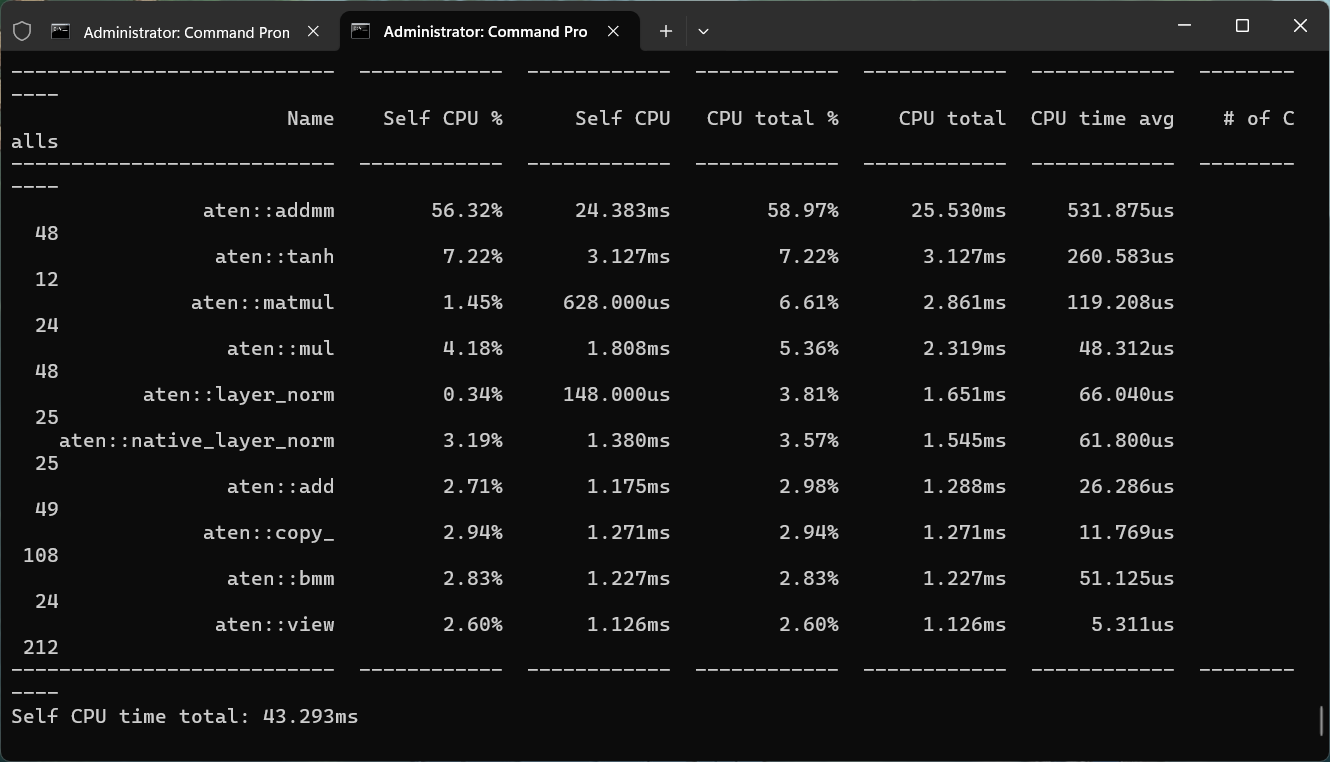 Administrator: Command Pron
Administrator: Command Pro
--------------------------- ------------ ------------ ------------ ------------ ------------ --------
----
Name Self CPU % Self CPU CPU total % CPU total CPU time avg # of C
alls
--------------------------- ------------ ------------ ------------ ------------ ------------ --------
----
aten::addmm 56.32% 24.383ms 58.97% 25.530ms 531.875us
48
aten::tanh 7.22% 3.127ms 7.22% 3.127ms 260.583us
12
aten::matmul 1.45% 628.000us 6.61% 2.861ms 119.208us
24
aten::mul 4.18% 1.808ms 5.36% 2.319ms 48.312us
48
aten::layer_norm 0.34% 148.000us 3.81% 1.651ms 66.040us
25
aten::native_layer_norm 3.19% 1.380ms 3.57% 1.545ms 61.800us
25
aten::add 2.71% 1.175ms 2.98% 1.288ms 26.286us
49
aten::copy_ 2.94% 1.271ms 2.94% 1.271ms 11.769us
108
aten::bmm 2.83% 1.227ms 2.83% 1.227ms 51.125us
24
aten::view 2.60% 1.126ms 2.60% 1.126ms 5.311us
212
--------------------------- ------------ ------------ ------------ ------------ ------------ --------
----
Self CPU time total: 43.293ms